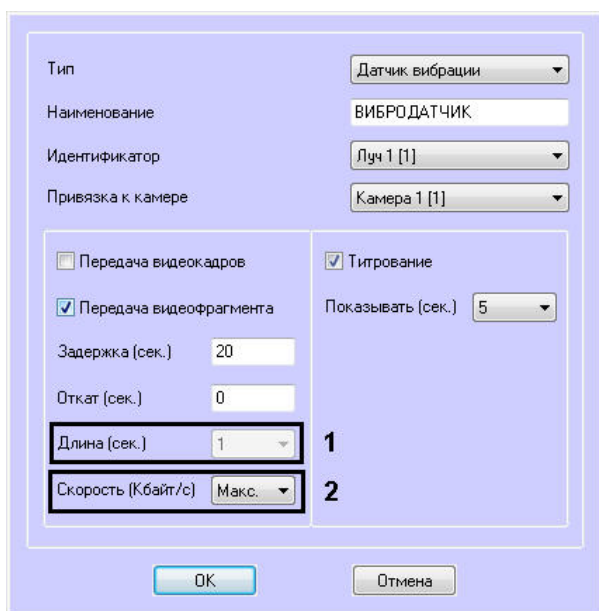 Тип
Датчик вибрации
Наименование
ВИБРОДАТЧИК
Идентификатор
Луч 1 [1]
Привязка к камере
Камера 1 [1]
Передача видеокадров
Титрование
Передача видеофрагмента
Показывать (сек.)
5
Задержка (сек.)
20
Откат (сек.)
0
Длина (сек.)
1
1
Скорость (Кбайт/с)
Макс.
2
OK
Отмена